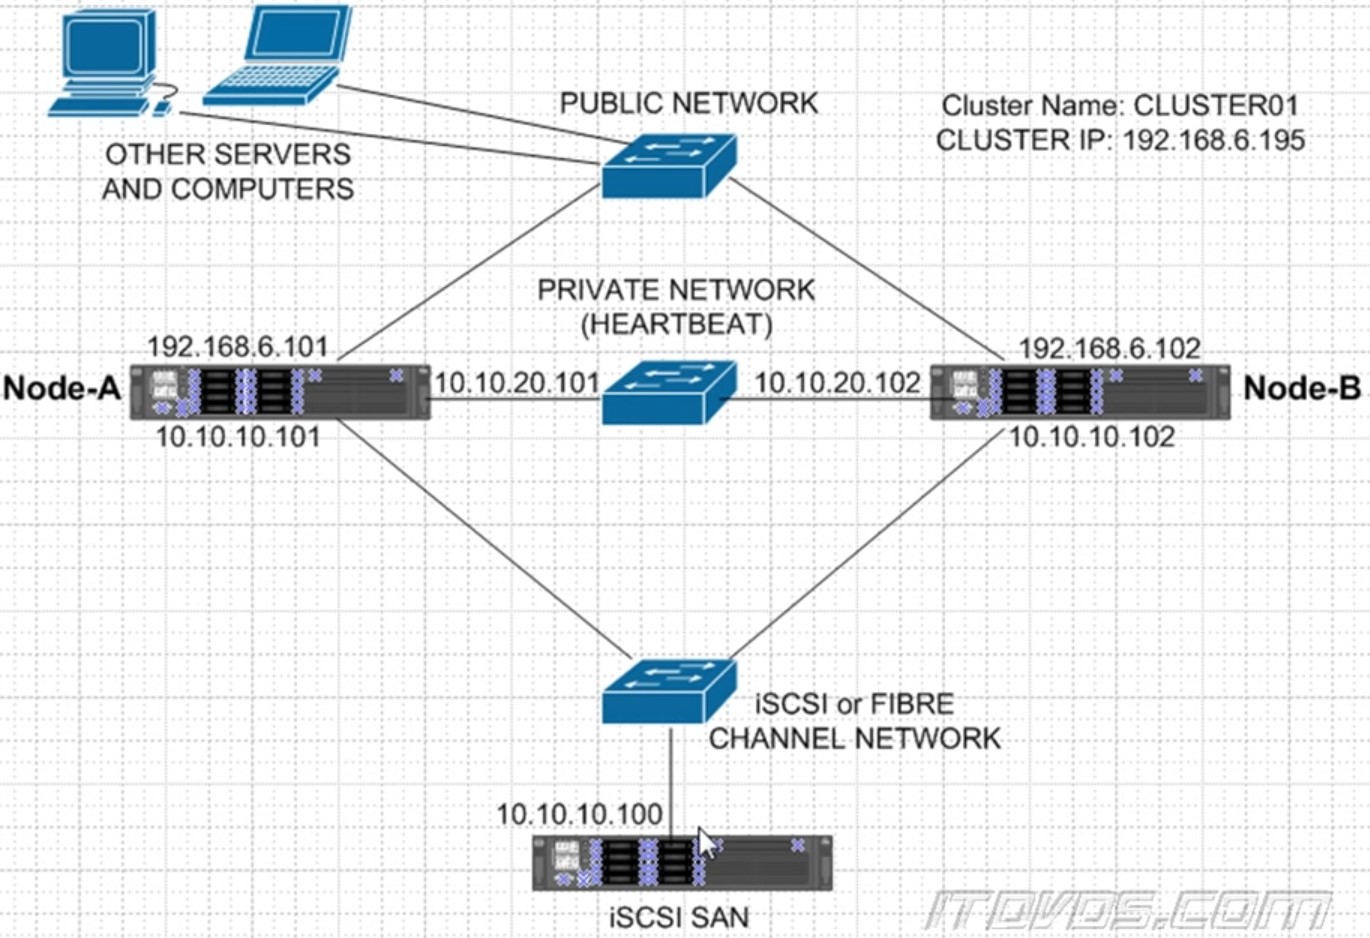 PUBLIC NETWORK
Cluster Name: CLUSTER01
CLUSTER IP: 192.168.6.195
OTHER SERVERS
AND COMPUTERS
PRIVATE NETWORK
(HEARTBEAT)
192.168.6.101
192.168.6.102
Node-A
10.10.20.101
10.10.20.102
Node-B
10.10.10.101
10.10.10.102
iSCSI or FIBRE
CHANNEL NETWORK
10.10.10.100
iSCSI SAN
ITDVDS.COM